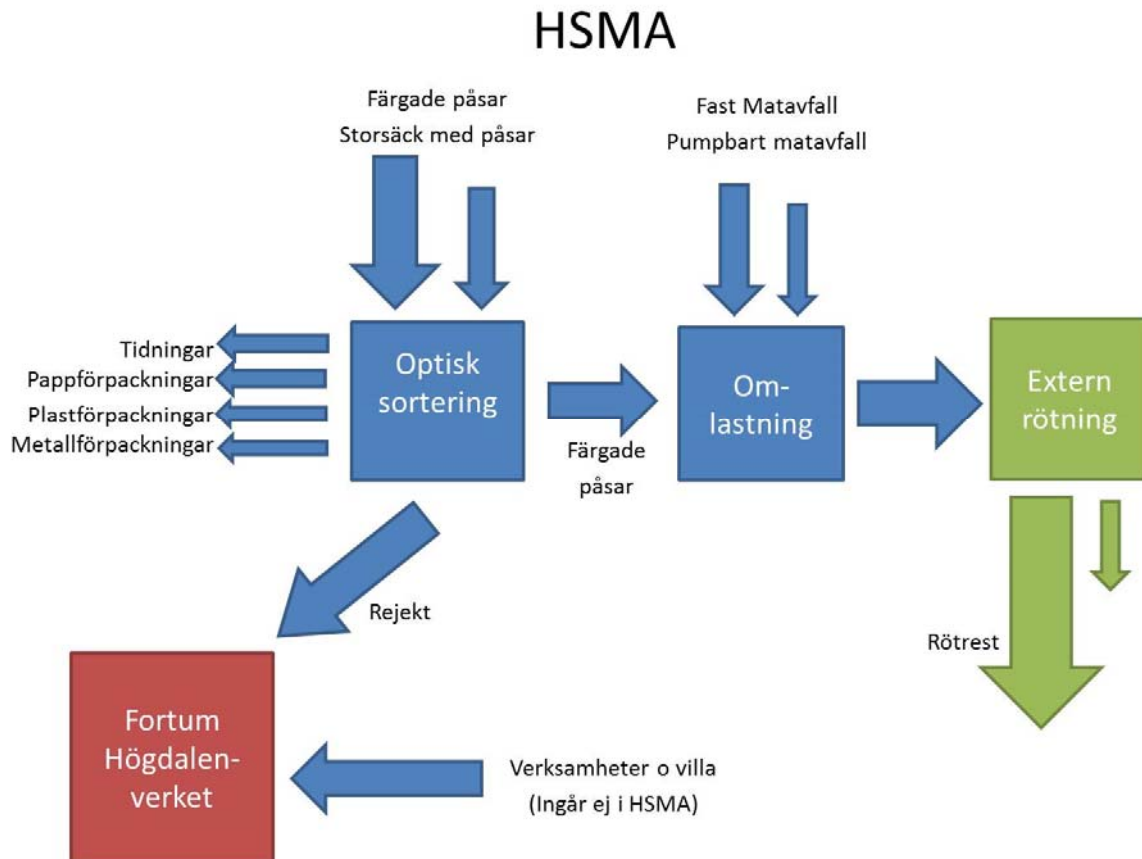 HSMA
Färgade påsar
Storsäck med påsar
Fast Matavfall
Pumpbart matavfall
Tidningar
Pappförpackningar
Plastförpackningar
Metallförpackningar
Optisk
sortering
Färgade
påsar
Om-
lastning
Extern
rötning
Rejekt
Rötrest
Fortum
Högdalen-
verket
Verksamheter o villa
(Ingår ej i HSMA)